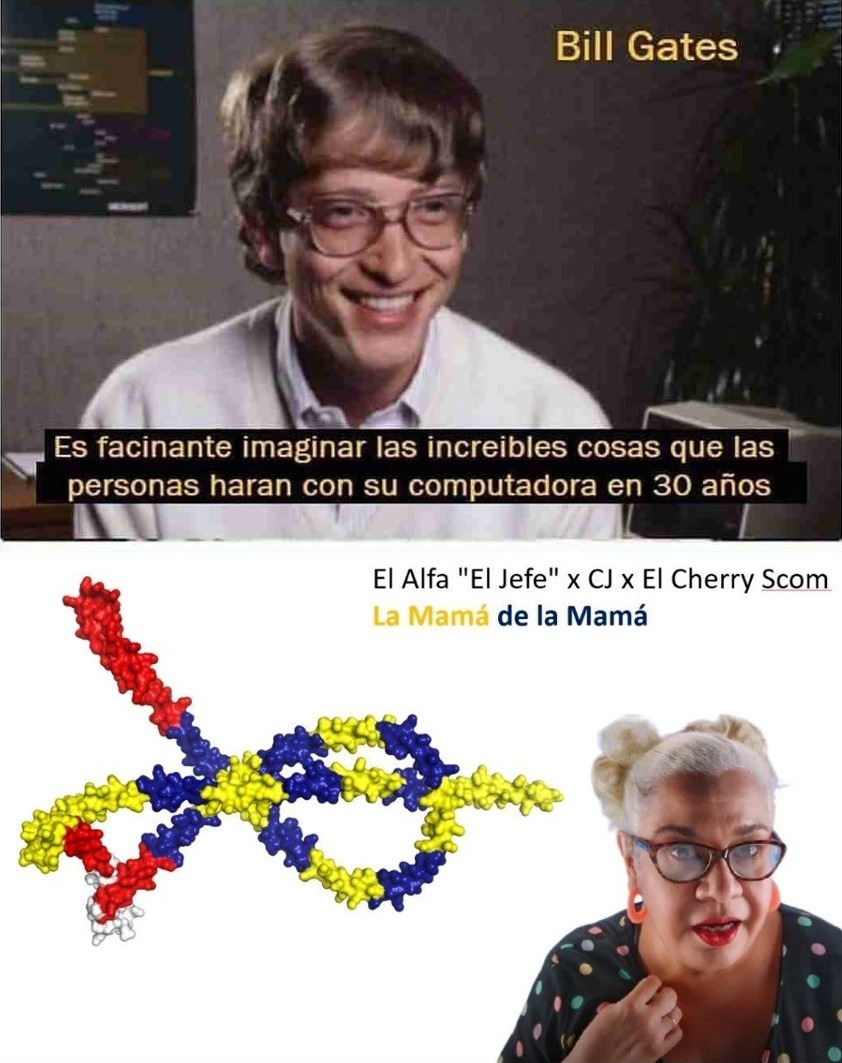 Bill Gates
Es facinante imaginar las increibles cosas que las
personas haran con su computadora en 30 años
El Alfa "El Jefe" x CJ x El Cherry Scom
La Mamá de la Mamá